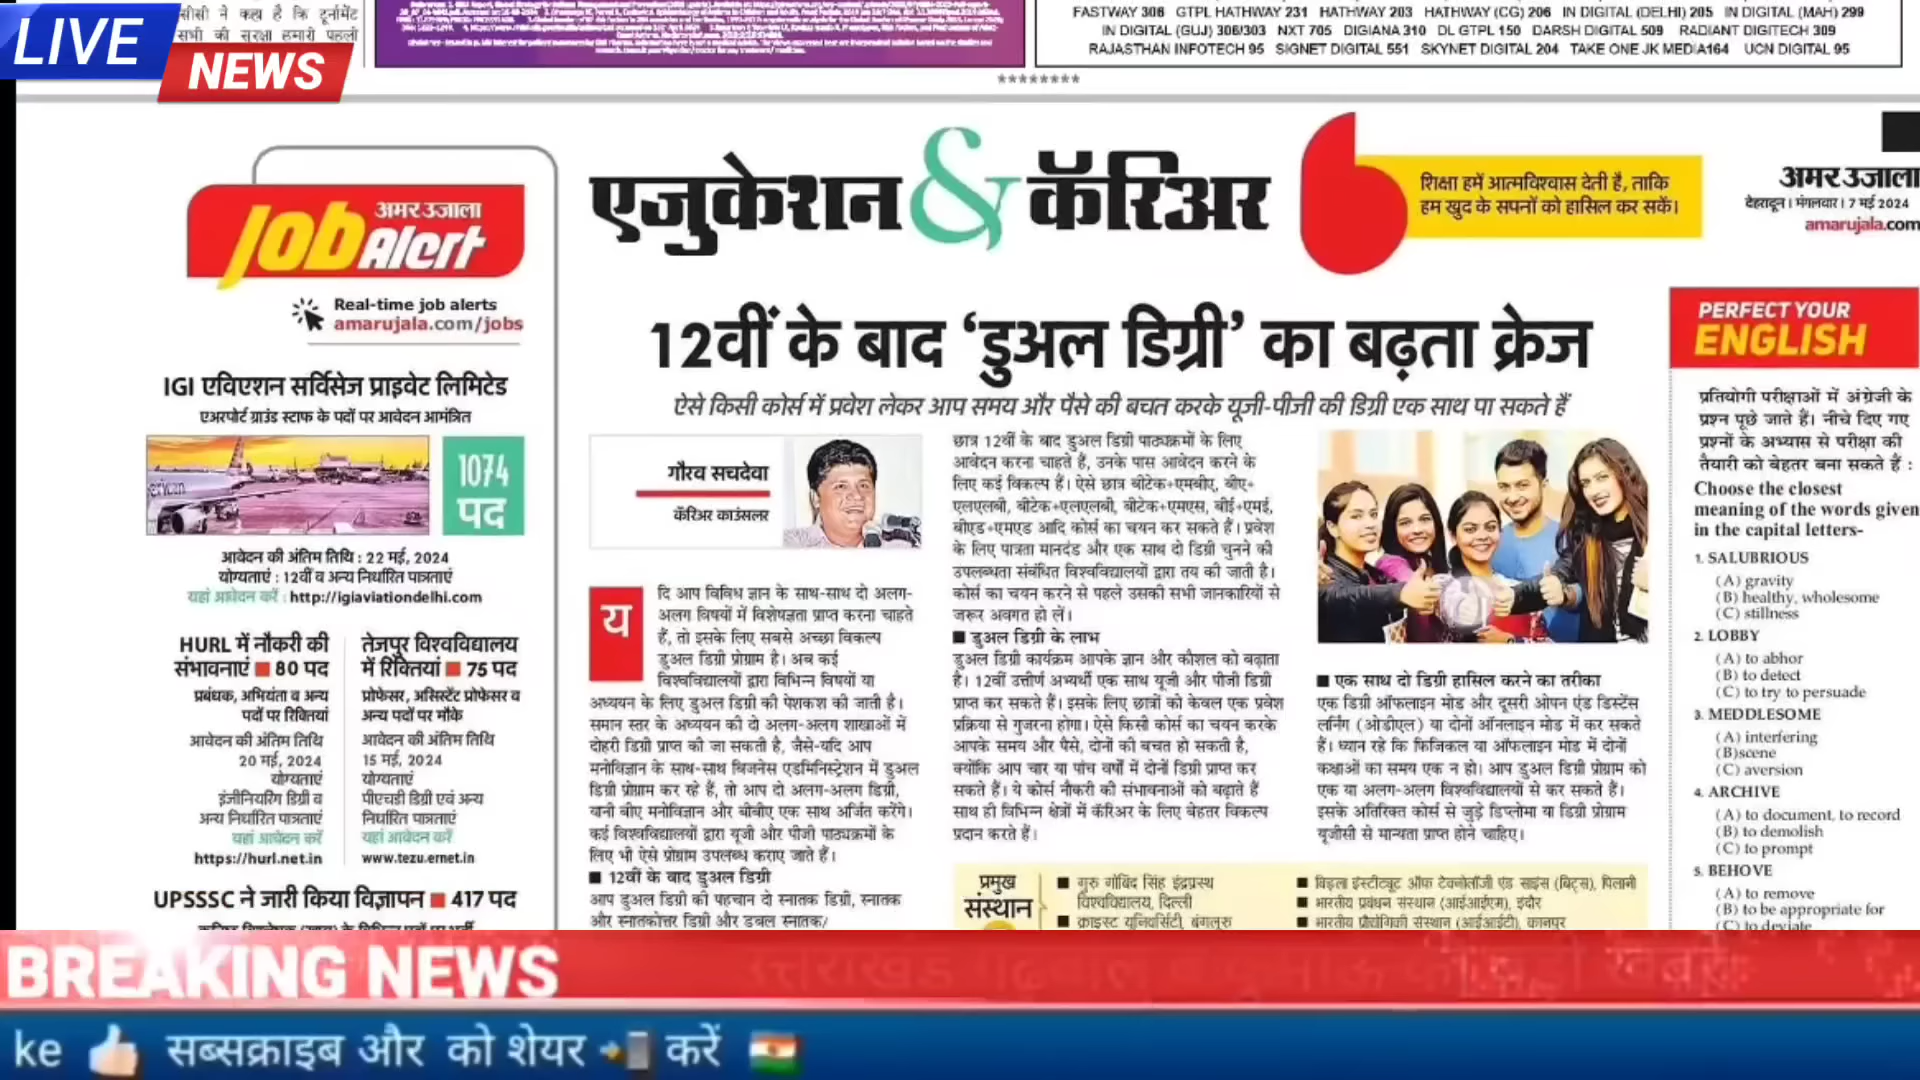 LIVE
NEWS
सीसी ने कहा है कि टूर्नामेंट
सभी की सुरक्षा हमारी पहली
FASTWAY 306 GTPL HATHWAY 231 HATHWAY 203 HATHWAY (CG) 206 IN DIGITAL (DELHI) 205 IN DIGITAL (MAH) 299
IN DIGITAL (GUJ) 306/303 NXT 705 DIGIANA 310 DL GTPL 150 DARSH DIGITAL 509 RADIANT DIGITECH 309
RAJASTHAN INFOTECH 95 SIGNET DIGITAL 551 SKYNET DIGITAL 204 TAKE ONE JK MEDIA164 UCN DIGITAL 95
********
अमर उजाला
Job Alert
Real-time job alerts
amarujala.com/jobs
IGI एविएशन सर्विसेज प्राइवेट लिमिटेड
एअरपोर्ट ग्राउंड स्टाफ के पदों पर आवेदन आमंत्रित
1074
पद
आवेदन की अंतिम तिथि : 22 मई, 2024
योग्यताएं : 12वीं व अन्य निर्धारित पात्रताएं
यहां आवेदन करें : http://igiaviationdelhi.com
HURL में नौकरी की
संभावनाएं ■ 80 पद
प्रबंधक, अभियंता व अन्य
पदों पर रिक्तियां
आवेदन की अंतिम तिथि
20 मई, 2024
योग्यताएं
इंजीनियरिंग डिग्री व
अन्य निर्धारित पात्रताएं
यहां आवेदन करें
https://hurl.net.in
तेजपुर विश्वविद्यालय
में रिक्तियां ■ 75 पद
प्रोफेसर, असिस्टेंट प्रोफेसर व
अन्य पदों पर मौके
आवेदन की अंतिम तिथि
15 मई, 2024
योग्यताएं
पीएचडी डिग्री एवं अन्य
निर्धारित पात्रताएं
यहां आवेदन करें
www.tezu.ernet.in
UPSSSC ने जारी किया विज्ञापन ■ 417 पद
एजुकेशन & कॅरिअर
शिक्षा हमें आत्मविश्वास देती है, ताकि
हम खुद के सपनों को हासिल कर सकें।
अमर उजाला
देहरादून । मंगलवार । 7 मई 2024
amarujala.com
12वीं के बाद ‘डुअल डिग्री’ का बढ़ता क्रेज
ऐसे किसी कोर्स में प्रवेश लेकर आप समय और पैसे की बचत करके यूजी-पीजी की डिग्री एक साथ पा सकते हैं
गौरव सचदेवा
कॅरिअर काउंसलर
यदि आप विविध ज्ञान के साथ-साथ दो अलग-
अलग विषयों में विशेषज्ञता प्राप्त करना चाहते
हैं, तो इसके लिए सबसे अच्छा विकल्प
डुअल डिग्री प्रोग्राम है। अब कई
विश्वविद्यालयों द्वारा विभिन्न विषयों या
अध्ययन के लिए डुअल डिग्री की पेशकश की जाती है।
समान स्तर के अध्ययन की दो अलग-अलग शाखाओं में
दोहरी डिग्री प्राप्त की जा सकती है, जैसे-यदि आप
मनोविज्ञान के साथ-साथ बिजनेस एडमिनिस्ट्रेशन में डुअल
डिग्री प्रोग्राम कर रहे हैं, तो आप दो अलग-अलग डिग्री,
यानी बीए मनोविज्ञान और बीबीए एक साथ अर्जित करेंगे।
कई विश्वविद्यालयों द्वारा यूजी और पीजी पाठ्यक्रमों के
लिए भी ऐसे प्रोग्राम उपलब्ध कराए जाते हैं।
■ 12वीं के बाद डुअल डिग्री
आप डुअल डिग्री की पहचान दो स्नातक डिग्री, स्नातक
और स्नातकोत्तर डिग्री और डबल स्नातक/
छात्र 12वीं के बाद डुअल डिग्री पाठ्यक्रमों के लिए
आवेदन करना चाहते हैं, उनके पास आवेदन करने के
लिए कई विकल्प हैं। ऐसे छात्र बीटेक+एमबीए, बीए+
एलएलबी, बीटेक+एलएलबी, बीटेक+एमएस, बीई+एमई,
बीएड+एमएड आदि कोर्स का चयन कर सकते हैं। प्रवेश
के लिए पात्रता मानदंड और एक साथ दो डिग्री चुनने की
उपलब्धता संबंधित विश्वविद्यालयों द्वारा तय की जाती है।
कोर्स का चयन करने से पहले उसकी सभी जानकारियों से
जरूर अवगत हो लें।
■ डुअल डिग्री के लाभ
डुअल डिग्री कार्यक्रम आपके ज्ञान और कौशल को बढ़ाता
है। 12वीं उत्तीर्ण अभ्यर्थी एक साथ यूजी और पीजी डिग्री
प्राप्त कर सकते हैं। इसके लिए छात्रों को केवल एक प्रवेश
प्रक्रिया से गुजरना होगा। ऐसे किसी कोर्स का चयन करके
आपके समय और पैसे, दोनों की बचत हो सकती है,
क्योंकि आप चार या पांच वर्षों में दोनों डिग्री प्राप्त कर
सकते हैं। ये कोर्स नौकरी की संभावनाओं को बढ़ाते हैं
साथ ही विभिन्न क्षेत्रों में कॅरिअर के लिए बेहतर विकल्प
प्रदान करते हैं।
■ एक साथ दो डिग्री हासिल करने का तरीका
एक डिग्री ऑफलाइन मोड और दूसरी ओपन एंड डिस्टेंस
लर्निंग (ओडीएल) या दोनों ऑनलाइन मोड में कर सकते
हैं। ध्यान रहे कि फिजिकल या ऑफलाइन मोड में दोनों
कक्षाओं का समय एक न हो। आप डुअल डिग्री प्रोग्राम को
एक या अलग-अलग विश्वविद्यालयों से कर सकते हैं।
इसके अतिरिक्त कोर्स से जुड़े डिप्लोमा या डिग्री प्रोग्राम
यूजीसी से मान्यता प्राप्त होने चाहिए।
प्रमुख
संस्थान
■ गुरु गोबिंद सिंह इंद्रप्रस्थ
विश्वविद्यालय, दिल्ली
■ क्राइस्ट यूनिवर्सिटी, बंगलुरु
■ बिड़ला इंस्टीट्यूट ऑफ टेक्नोलॉजी एंड साइंस (बिट्स), पिलानी
■ भारतीय प्रबंधन संस्थान (आईआईएम), इंदौर
■ भारतीय प्रौद्योगिकी संस्थान (आईआईटी), कानपुर
PERFECT YOUR
ENGLISH
प्रतियोगी परीक्षाओं में अंग्रेजी के
प्रश्न पूछे जाते हैं। नीचे दिए गए
प्रश्नों के अभ्यास से परीक्षा की
तैयारी को बेहतर बना सकते हैं :
Choose the closest
meaning of the words given
in the capital letters-
1. SALUBRIOUS
(A) gravity
(B) healthy, wholesome
(C) stillness
2. LOBBY
(A) to abhor
(B) to detect
(C) to try to persuade
3. MEDDLESOME
(A) interfering
(B)scene
(C) aversion
4. ARCHIVE
(A) to document, to record
(B) to demolish
(C) to prompt
5. BEHOVE
(A) to remove
(B) to be appropriate for
(C) to deviate
BREAKING NEWS
ke 👍 सब्सक्राइब और को शेयर 📲 करें 🇮🇳